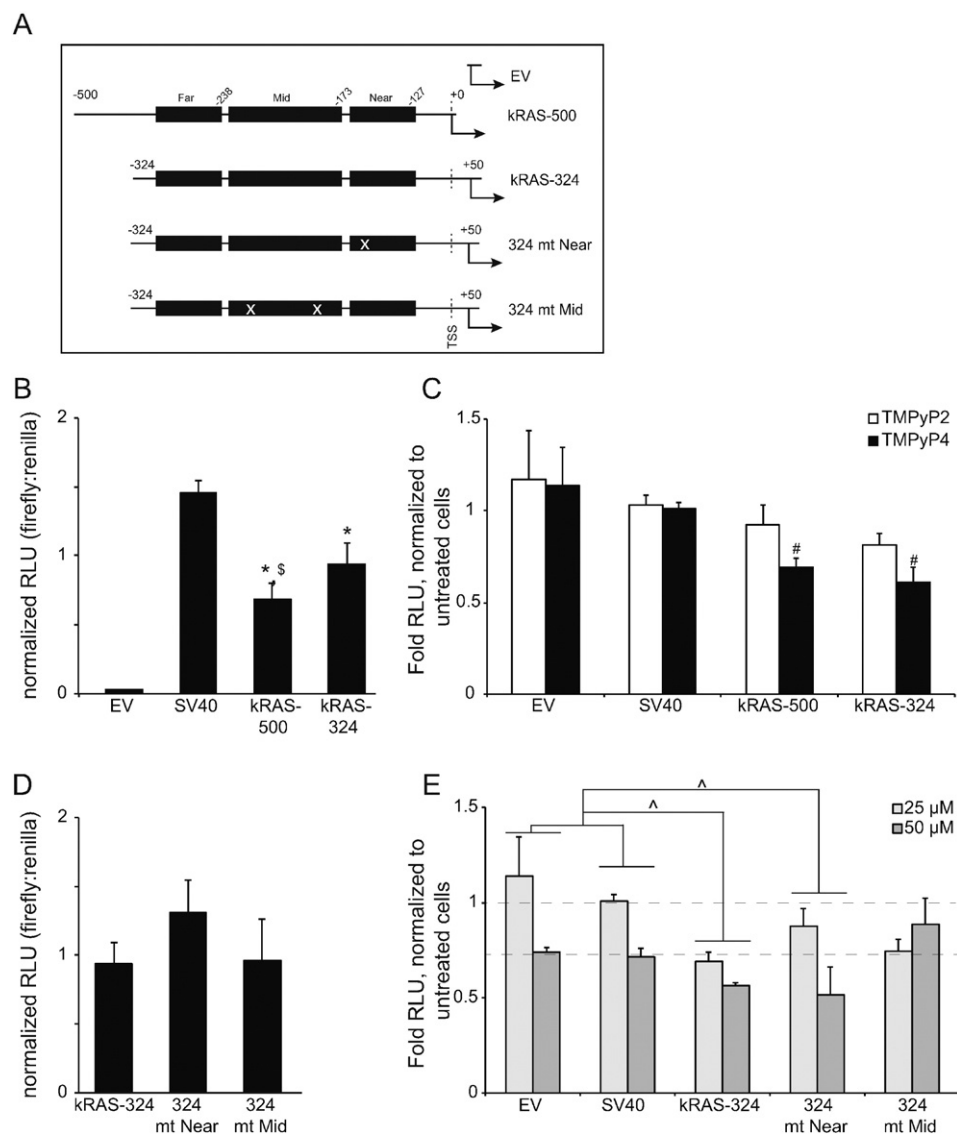 A
EV
-500
Far
-238
Mid
-173
Near
-127
+0
kRAS-500
-324
+50
kRAS-324
-324
+50
X
324 mt Near
-324
+50
X
X
324 mt Mid
TSS
B
normalized RLU (firefly:renilla)
2
1
0
*,$
*
EV
SV40
kRAS-
500
kRAS-
324
C
Fold RLU, normalized to
untreated cells
1.5
1
0.5
0
TMPyP2
TMPyP4
#
#
EV
SV40
kRAS-500
kRAS-324
D
normalized RLU (firefly:renilla)
2
1
0
kRAS-324
324
mt Near
324
mt Mid
E
Fold RLU, normalized to
untreated cells
1.5
1
0.5
0
25 µM
50 µM
^
^
EV
SV40
kRAS-324
324
mt Near
324
mt Mid